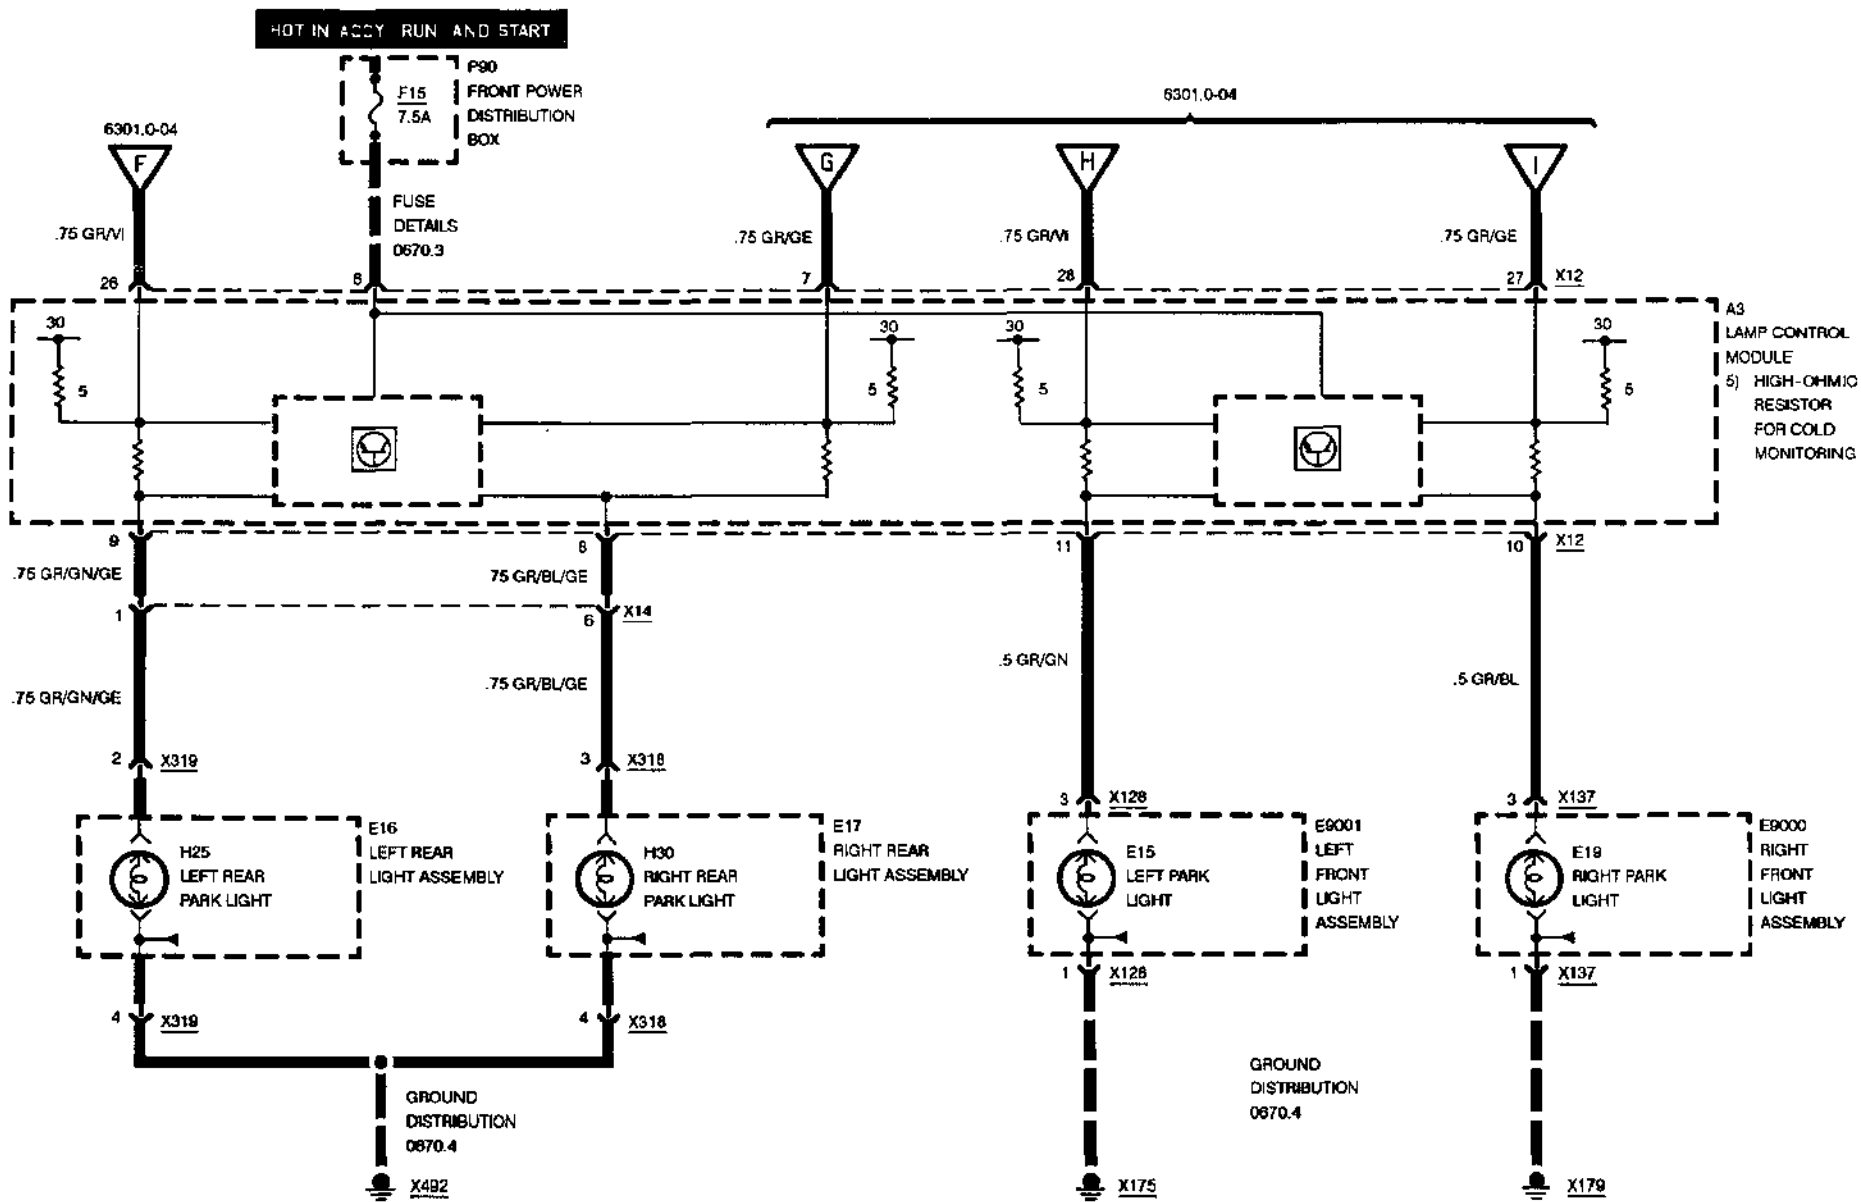 HOT IN ACCY RUN AND START
P90
FRONT POWER
DISTRIBUTION
BOX
F15
7.5A
6301.0-04
6301.0-04
F
G
H
I
FUSE
DETAILS
0670.3
.75 GR/VI
.75 GR/GE
.75 GR/VI
.75 GR/GE
26
6
7
28
27
X12
A3
LAMP CONTROL
MODULE
5) HIGH-OHMIC
RESISTOR
FOR COLD
MONITORING
30
30
30
30
5
5
5
5
9
8
11
10
X12
.75 GR/GN/GE
75 GR/BL/GE
1
6
X14
.75 GR/GN/GE
.75 GR/BL/GE
.5 GR/GN
.5 GR/BL
2
X319
3
X318
3
X128
3
X137
E16
LEFT REAR
LIGHT ASSEMBLY
H25
LEFT REAR
PARK LIGHT
E17
RIGHT REAR
LIGHT ASSEMBLY
H30
RIGHT REAR
PARK LIGHT
E9001
LEFT
FRONT
LIGHT
ASSEMBLY
E15
LEFT PARK
LIGHT
E9000
RIGHT
FRONT
LIGHT
ASSEMBLY
E19
RIGHT PARK
LIGHT
1
X128
1
X137
4
X319
4
X318
GROUND
DISTRIBUTION
0670.4
GROUND
DISTRIBUTION
0670.4
X492
X175
X179